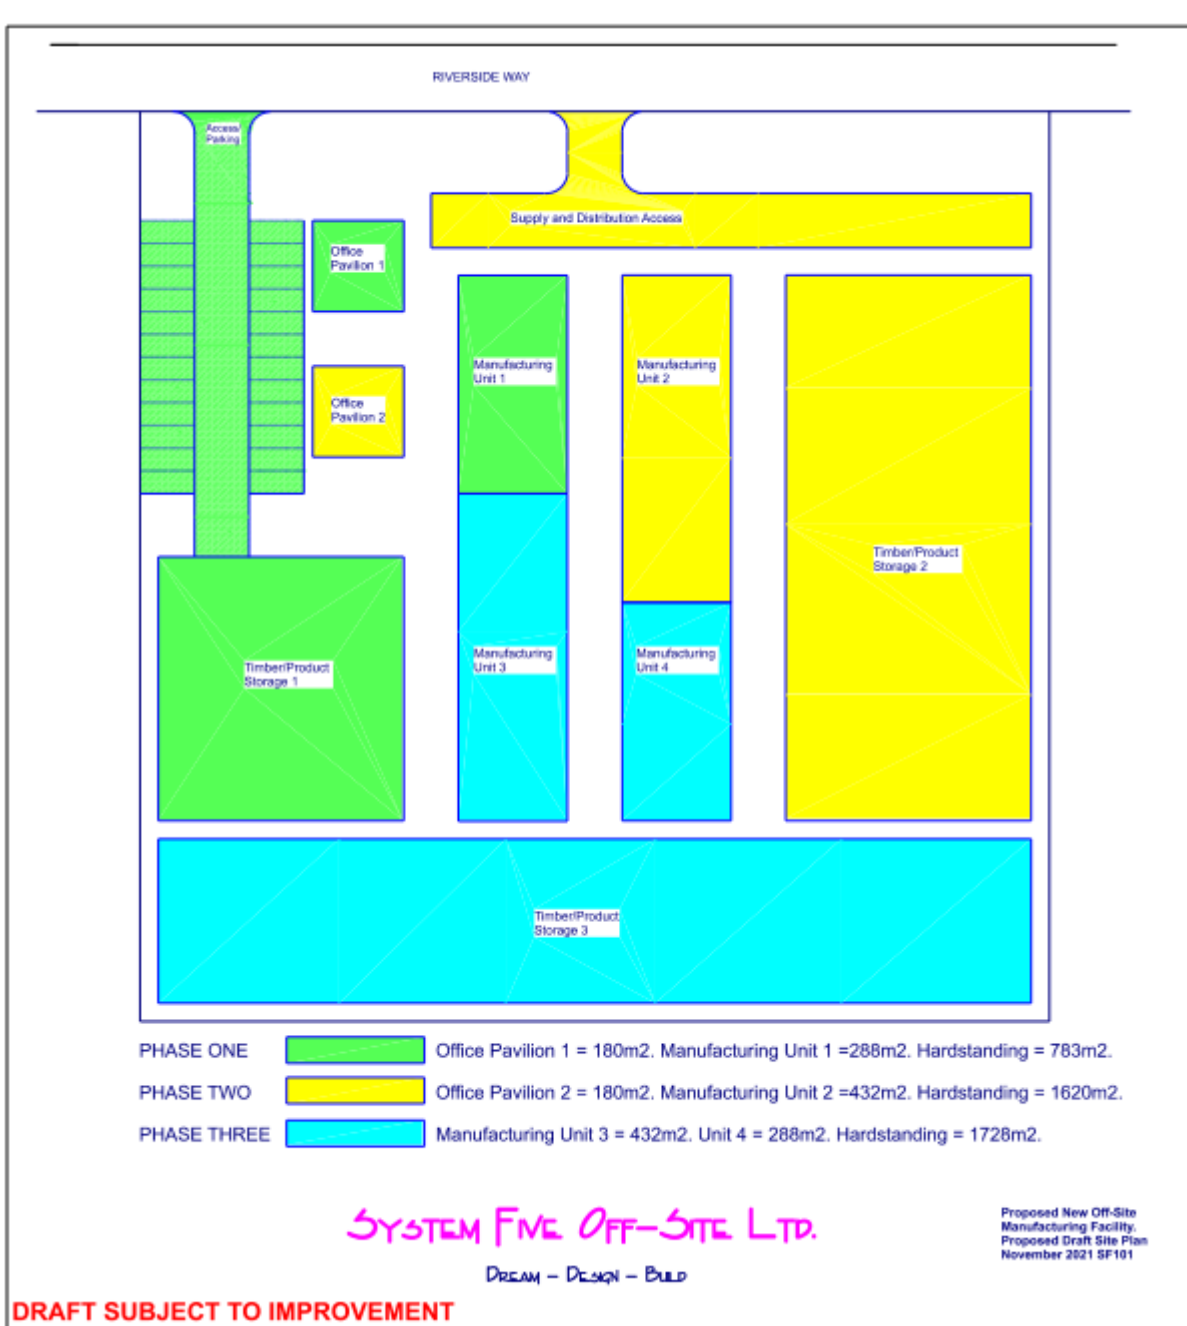 RIVERSIDE WAY
Access/
Parking
Supply and Distribution Access
Office
Pavilion 1
Manufacturing
Unit 1
Manufacturing
Unit 2
Office
Pavilion 2
Timber/Product
Storage 2
Timber/Product
Storage 1
Manufacturing
Unit 3
Manufacturing
Unit 4
Timber/Product
Storage 3
PHASE ONE Office Pavilion 1 = 180m2. Manufacturing Unit 1 =288m2. Hardstanding = 783m2.
PHASE TWO Office Pavilion 2 = 180m2. Manufacturing Unit 2 =432m2. Hardstanding = 1620m2.
PHASE THREE Manufacturing Unit 3 = 432m2. Unit 4 = 288m2. Hardstanding = 1728m2.
SYSTEM FIVE OFF-SITE LTD.
DREAM - DESIGN - BUILD
Proposed New Off-Site
Manufacturing Facility.
Proposed Draft Site Plan
November 2021 SF101
DRAFT SUBJECT TO IMPROVEMENT